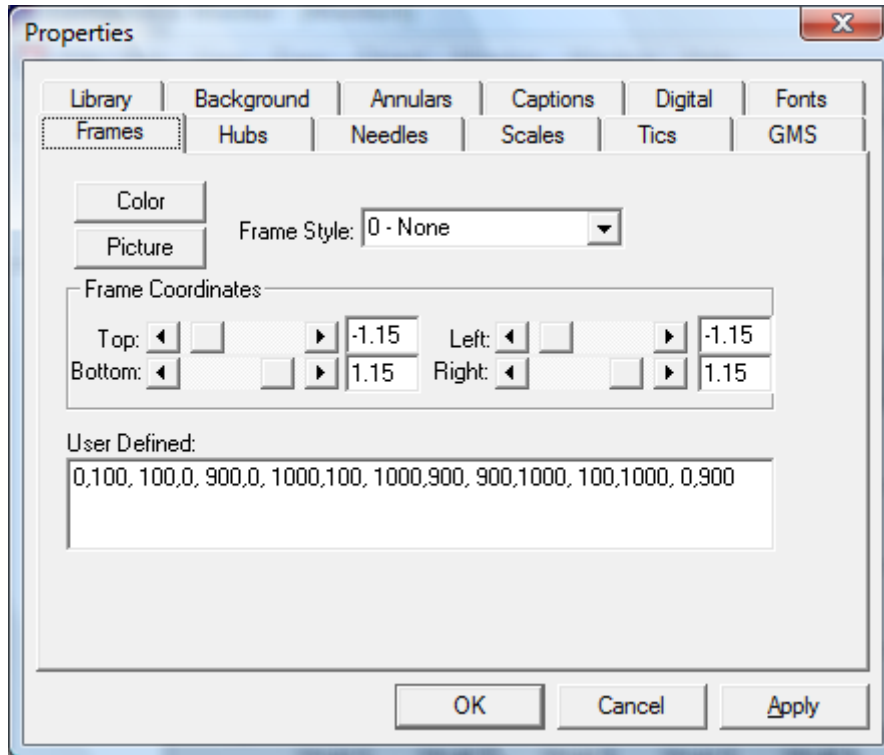 Properties
Library Background Annulars Captions Digital Fonts
Frames Hubs Needles Scales Tics GMS
Color
Frame Style: 0 - None
Picture
Frame Coordinates
Top: -1.15 Left: -1.15
Bottom: 1.15 Right: 1.15
User Defined:
0,100, 100,0, 900,0, 1000,100, 1000,900, 900,1000, 100,1000, 0,900
OK Cancel Apply